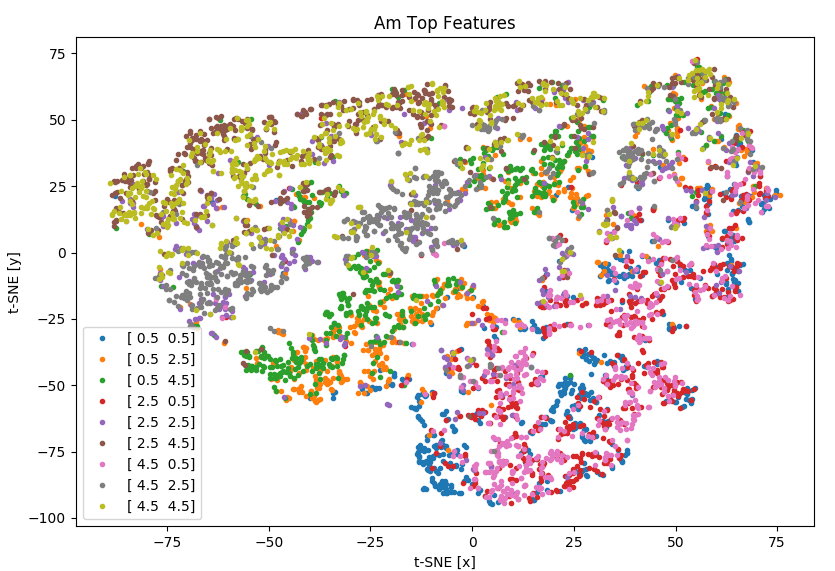 Am Top Features
75
50
25
0
−25
−50
−75
−100
t-SNE [y]
[ 0.5  0.5]
[ 0.5  2.5]
[ 0.5  4.5]
[ 2.5  0.5]
[ 2.5  2.5]
[ 2.5  4.5]
[ 4.5  0.5]
[ 4.5  2.5]
[ 4.5  4.5]
−75 −50 −25 0 25 50 75
t-SNE [x]